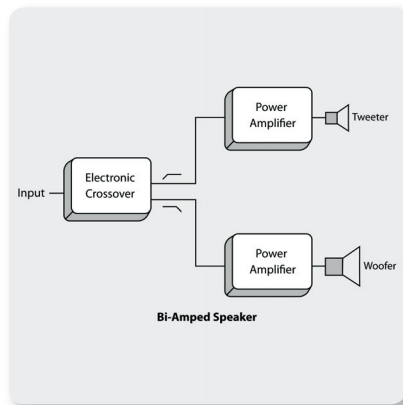 Power
Amplifier
Tweeter
Electronic
Crossover
Input
Power
Amplifier
Woofer
Bi-Amped Speaker